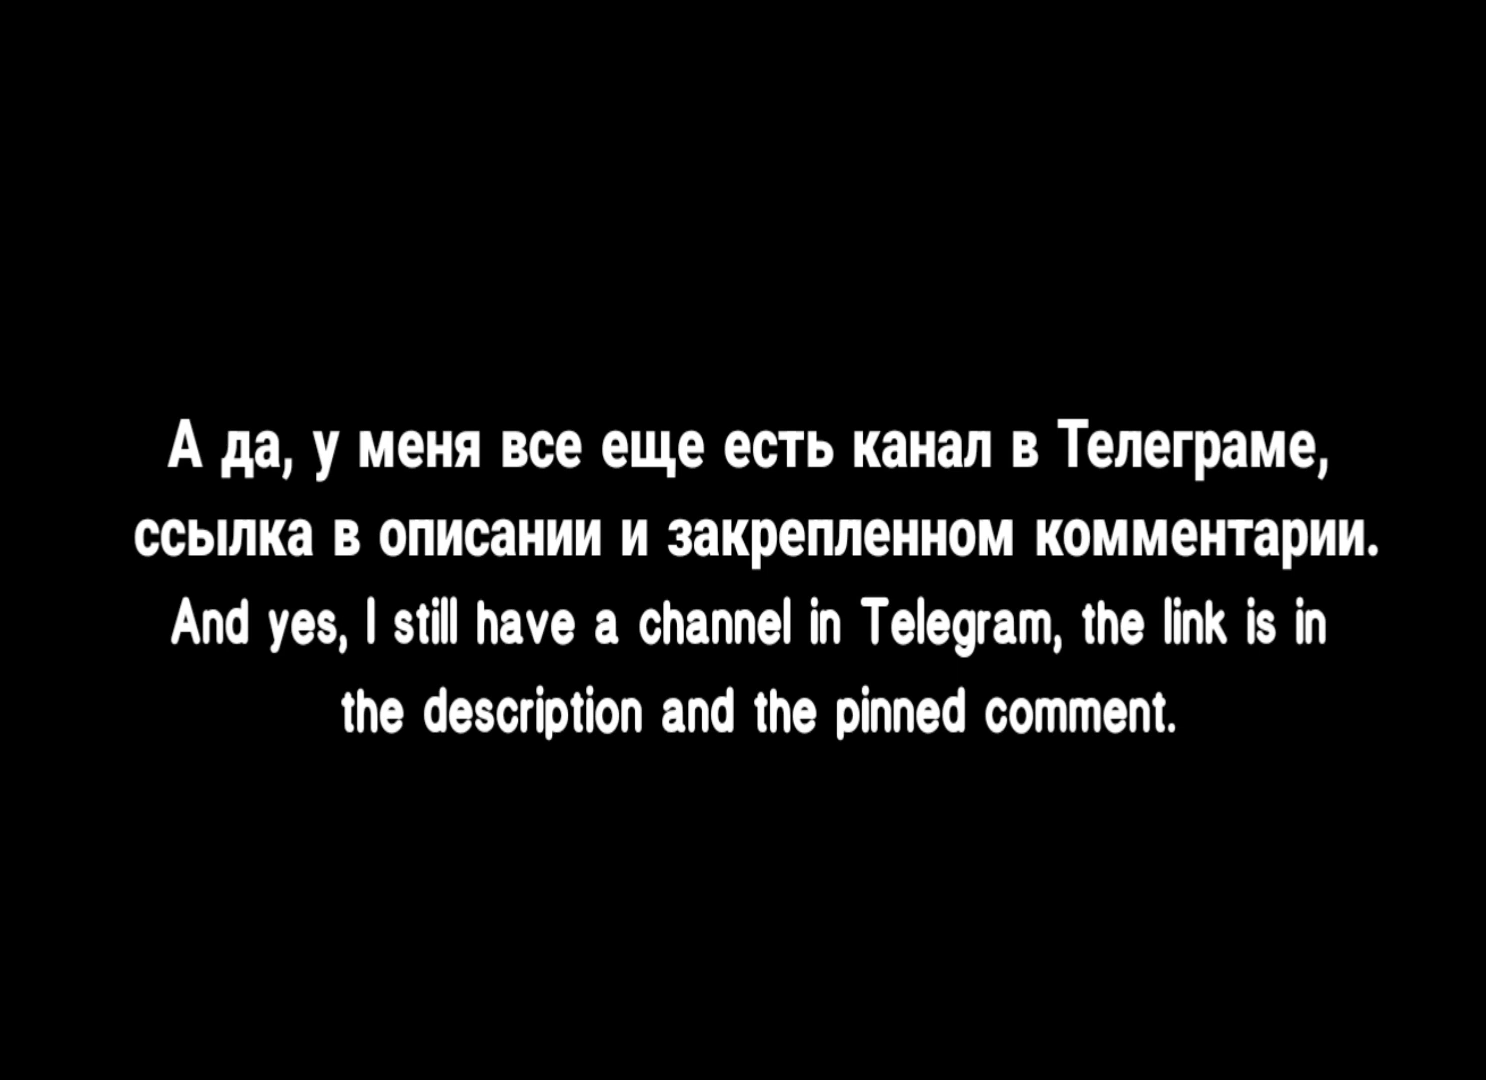 А да, у меня все еще есть канал в Телеграме,
ссылка в описании и закрепленном комментарии.
And yes, I still have a channel in Telegram, the link is in
the description and the pinned comment.